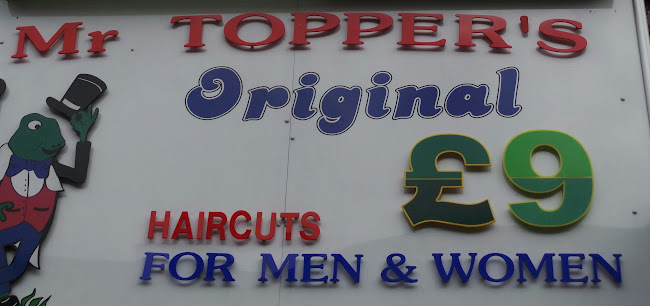 Mr TOPPER'S
Original
£9
HAIRCUTS
FOR MEN & WOMEN